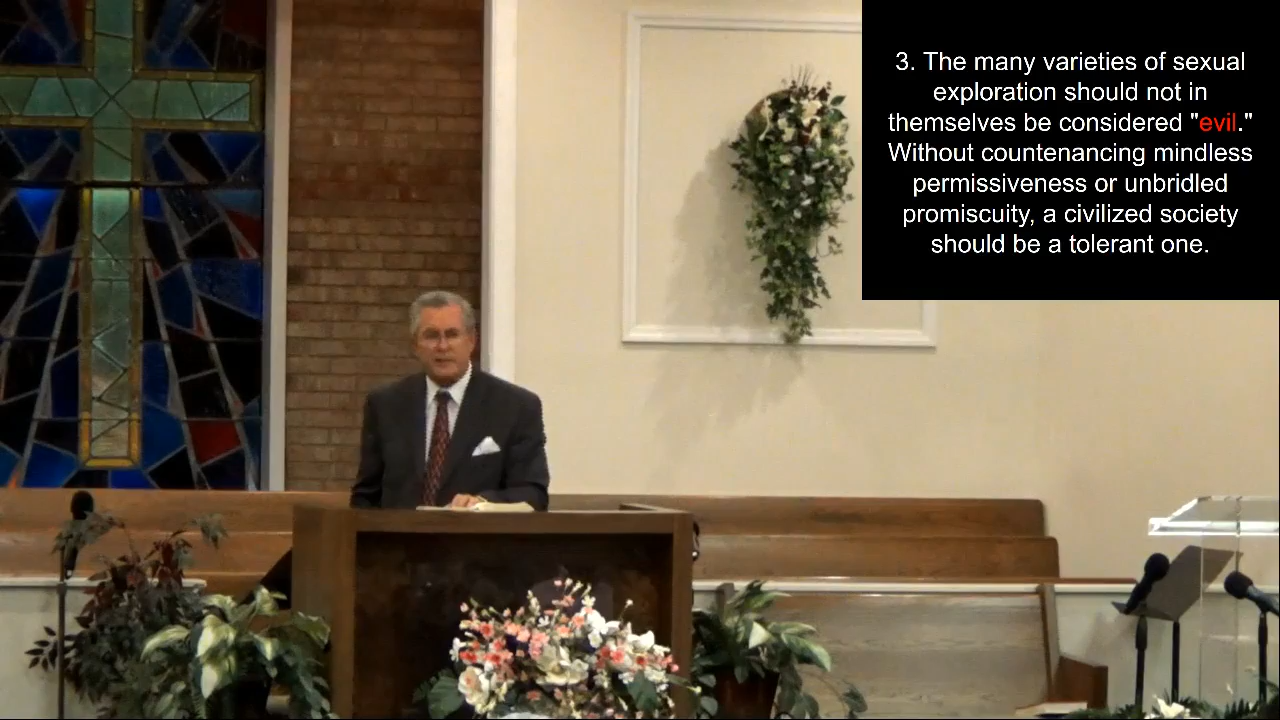 3. The many varieties of sexual
exploration should not in
themselves be considered "evil."
Without countenancing mindless
permissiveness or unbridled
promiscuity, a civilized society
should be a tolerant one.